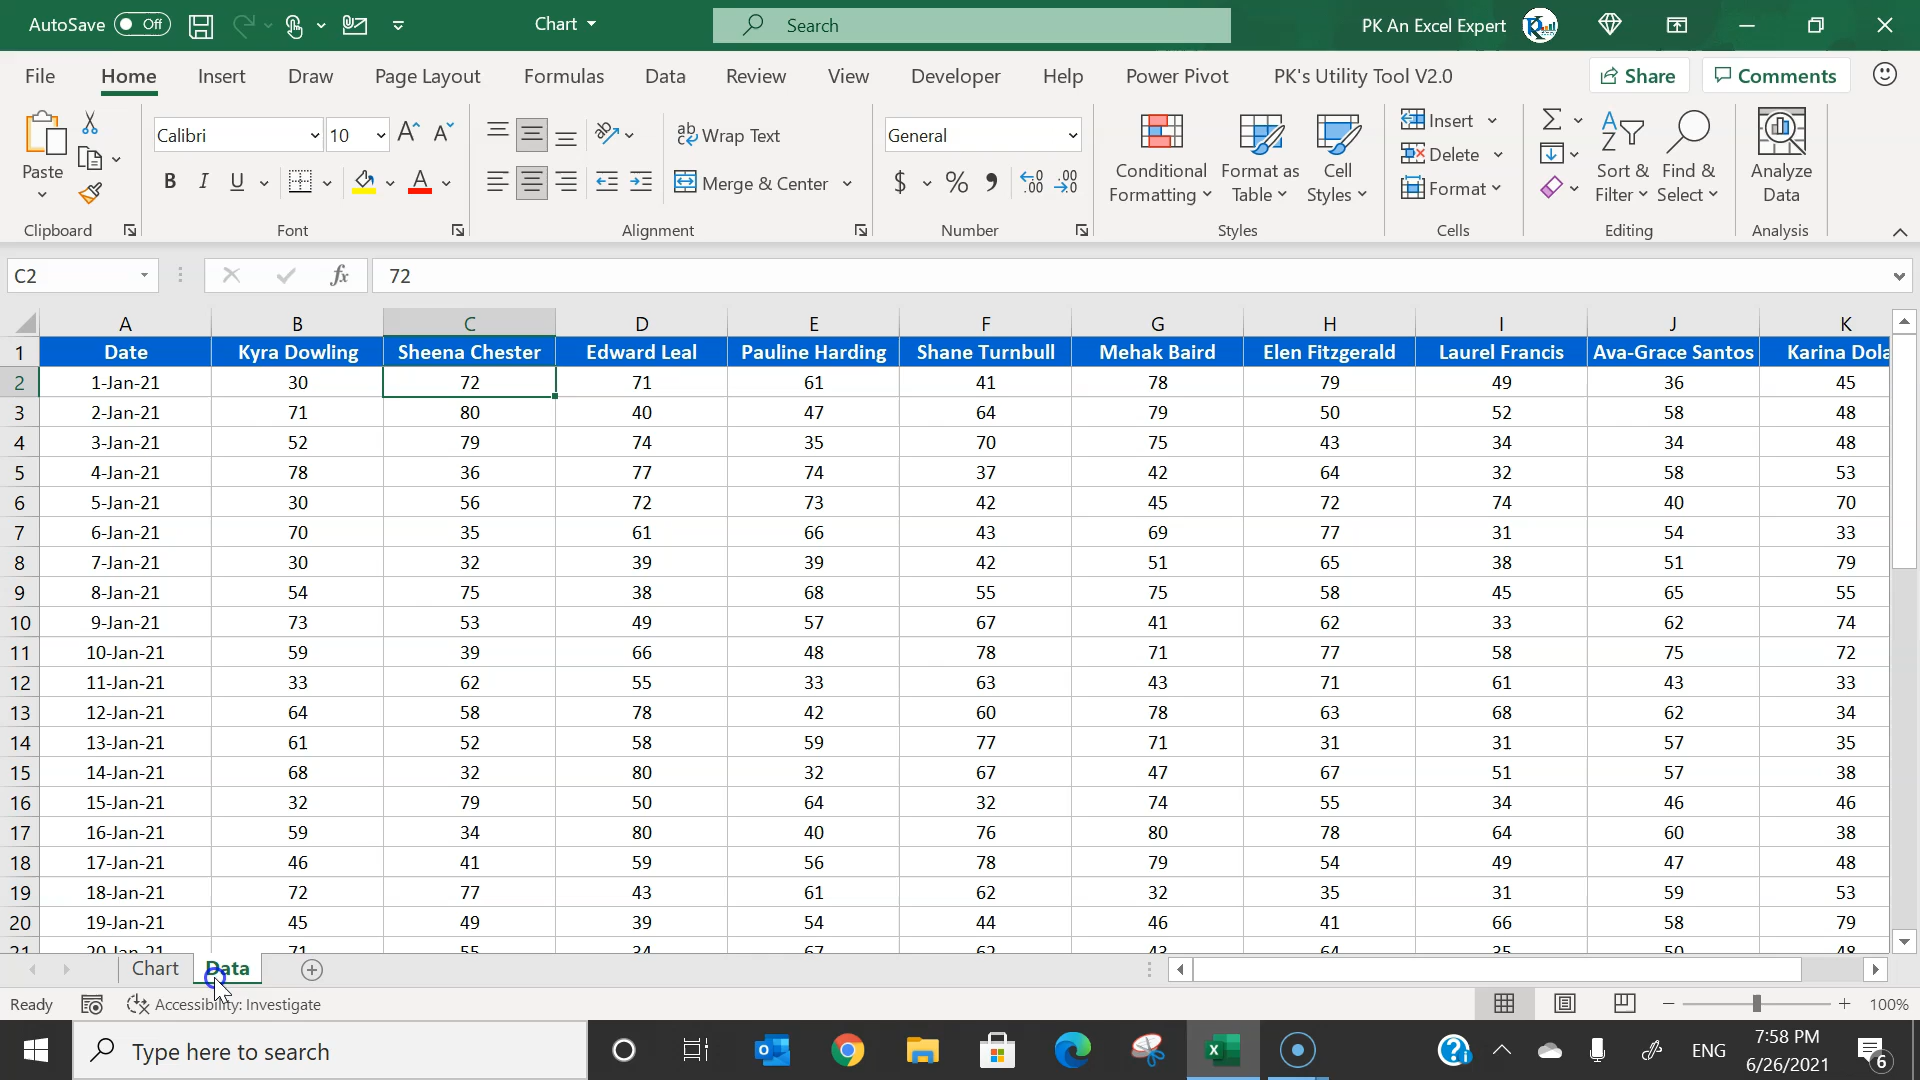 AutoSave Off Chart Search PK An Excel Expert
File Home Insert Draw Page Layout Formulas Data Review View Developer Help Power Pivot PK's Utility Tool V2.0 Share Comments
Calibri 10 ab Wrap Text General Insert
Paste Conditional Format as Cell Delete Sort & Find & Analyze
B I U Merge & Center $ % Formatting Table Styles Format Filter Select Data
Clipboard Font Alignment Number Styles Cells Editing Analysis
C2 fx 72
A B C D E F G H I J K
1 Date Kyra Dowling Sheena Chester Edward Leal Pauline Harding Shane Turnbull Mehak Baird Elen Fitzgerald Laurel Francis Ava-Grace Santos Karina Dola
2 1-Jan-21 30 72 71 61 41 78 79 49 36 45
3 2-Jan-21 71 80 40 47 64 79 50 52 58 48
4 3-Jan-21 52 79 74 35 70 75 43 34 34 48
5 4-Jan-21 78 36 77 74 37 42 64 32 58 53
6 5-Jan-21 30 56 72 73 42 45 72 74 40 70
7 6-Jan-21 70 35 61 66 43 69 77 31 54 33
8 7-Jan-21 30 32 39 39 42 51 65 38 51 79
9 8-Jan-21 54 75 38 68 55 75 58 45 65 55
10 9-Jan-21 73 53 49 57 67 41 62 33 62 74
11 10-Jan-21 59 39 66 48 78 71 77 58 75 72
12 11-Jan-21 33 62 55 33 63 43 71 61 43 33
13 12-Jan-21 64 58 78 42 60 78 63 68 62 34
14 13-Jan-21 61 52 58 59 77 71 31 31 57 35
15 14-Jan-21 68 32 80 32 67 47 67 51 57 38
16 15-Jan-21 32 79 50 64 32 74 55 34 46 46
17 16-Jan-21 59 34 80 40 76 80 78 64 60 38
18 17-Jan-21 46 41 59 56 78 79 54 49 47 48
19 18-Jan-21 72 77 43 61 62 32 35 31 59 53
20 19-Jan-21 45 49 39 54 44 46 41 66 58 79
21 20-Jan-21 71 55 34 67 62 43 64 35 50 48
Chart Data
Ready Accessibility: Investigate 100%
Type here to search ENG 7:58 PM
6/26/2021 6